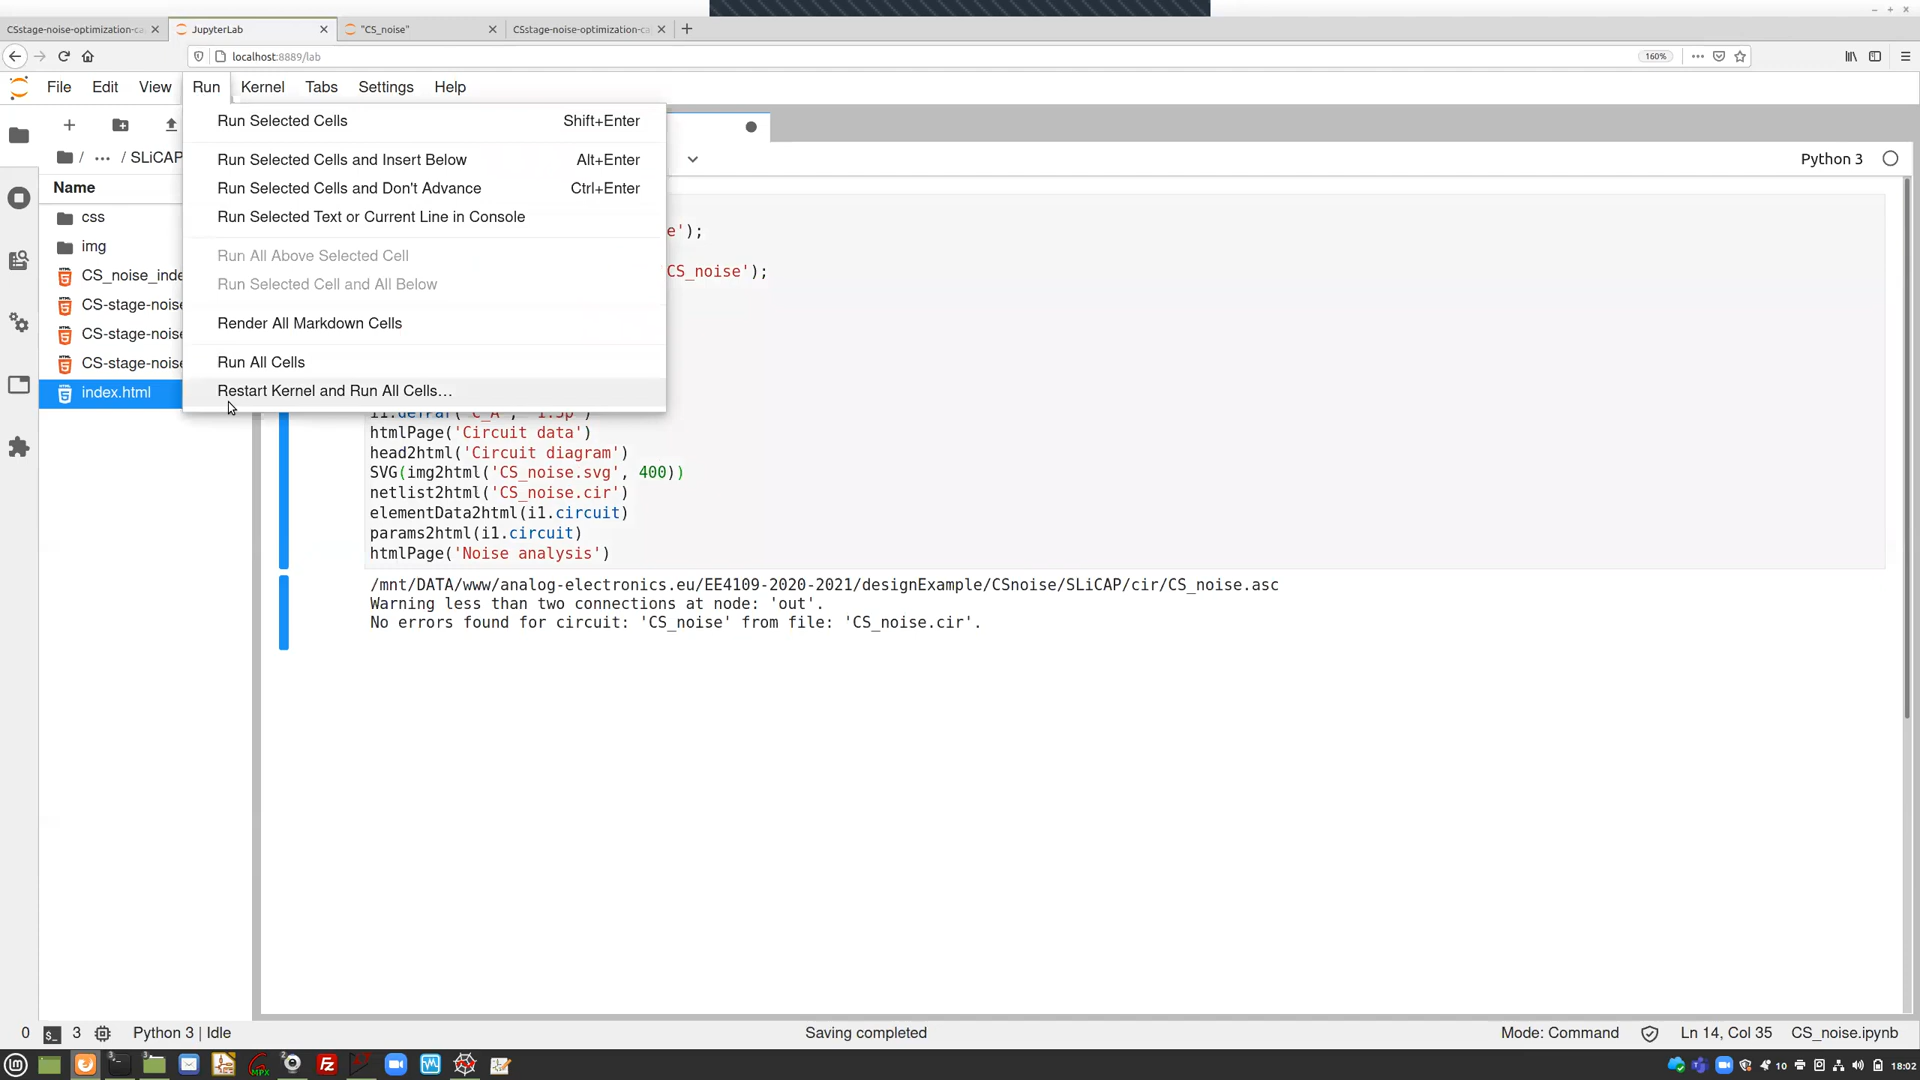 CSstage-noise-optimization-ca
JupyterLab
"CS_noise"
CSstage-noise-optimization-ca
localhost:8889/lab
160%
File Edit View Run Kernel Tabs Settings Help
Run Selected Cells Shift+Enter
Run Selected Cells and Insert Below Alt+Enter
Run Selected Cells and Don't Advance Ctrl+Enter
Run Selected Text or Current Line in Console
Run All Above Selected Cell
Run Selected Cell and All Below
Render All Markdown Cells
Run All Cells
Restart Kernel and Run All Cells…
/ ... / SLiCAP
Name
css
img
CS_noise_inde
CS-stage-noise
CS-stage-noise
CS-stage-noise
index.html
Python 3
e');
CS_noise');
htmlPage('Circuit data')
head2html('Circuit diagram')
SVG(img2html('CS_noise.svg', 400))
netlist2html('CS_noise.cir')
elementData2html(i1.circuit)
params2html(i1.circuit)
htmlPage('Noise analysis')
/mnt/DATA/www/analog-electronics.eu/EE4109-2020-2021/designExample/CSnoise/SLiCAP/cir/CS_noise.asc
Warning less than two connections at node: 'out'.
No errors found for circuit: 'CS_noise' from file: 'CS_noise.cir'.
0 3 Python 3 | Idle
Saving completed
Mode: Command
Ln 14, Col 35 CS_noise.ipynb
10
18:02